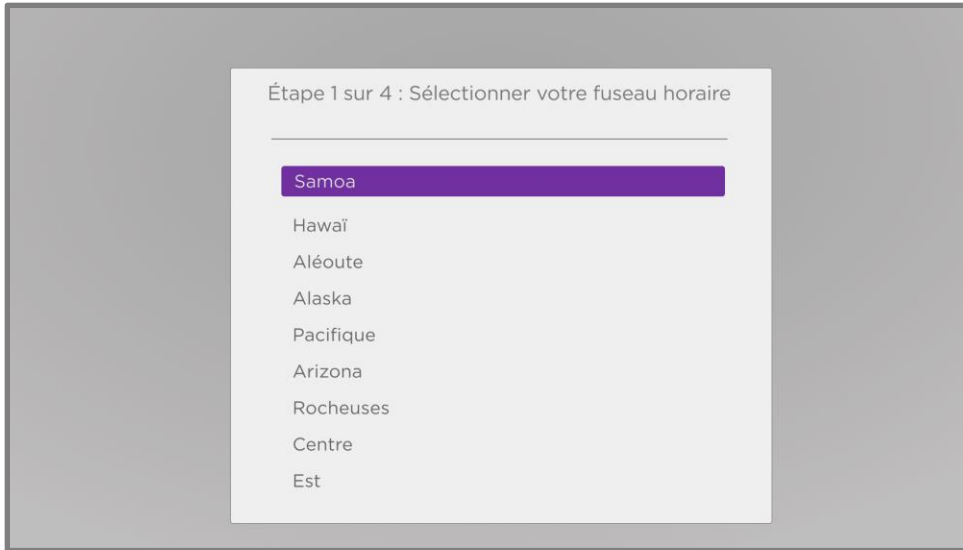 Étape 1 sur 4 : Sélectionner votre fuseau horaire
Samoa
Hawaï
Aléoute
Alaska
Pacifique
Arizona
Rocheuses
Centre
Est